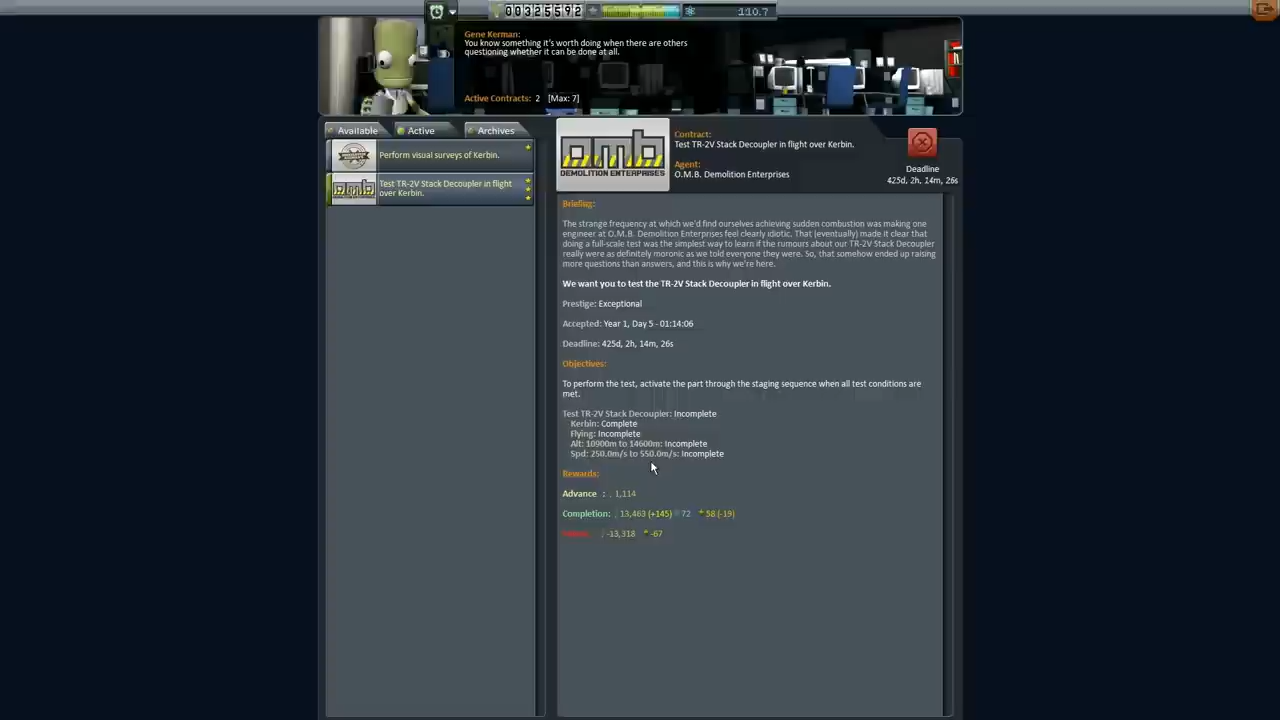 00325592
110.7
Gene Kerman:
You know something it's worth doing when there are others
questioning whether it can be done at all.
Active Contracts: 2 [Max: 7]
Available
Active
Archives
Perform visual surveys of Kerbin.
Test TR-2V Stack Decoupler in flight
over Kerbin.
omb
DEMOLITION ENTERPRISES
Contract:
Test TR-2V Stack Decoupler in flight over Kerbin.
Agent:
O.M.B. Demolition Enterprises
Deadline
425d, 2h, 14m, 26s
Briefing:
The strange frequency at which we'd find ourselves achieving sudden combustion was making one
engineer at O.M.B. Demolition Enterprises feel clearly idiotic. That (eventually) made it clear that
doing a full-scale test was the simplest way to learn if the rumours about our TR-2V Stack Decoupler
really were as definitely moronic as we told everyone they were. So, that somehow ended up raising
more questions than answers, and this is why we're here.
We want you to test the TR-2V Stack Decoupler in flight over Kerbin.
Prestige: Exceptional
Accepted: Year 1, Day 5 - 01:14:06
Deadline: 425d, 2h, 14m, 26s
Objectives:
To perform the test, activate the part through the staging sequence when all test conditions are
met.
Test TR-2V Stack Decoupler: Incomplete
Kerbin: Complete
Flying: Incomplete
Alt: 10900m to 14600m: Incomplete
Spd: 250.0m/s to 550.0m/s: Incomplete
Rewards:
Advance : 1,114
Completion: 13,463 (+145) 72 58 (-19)
-13,318 -67